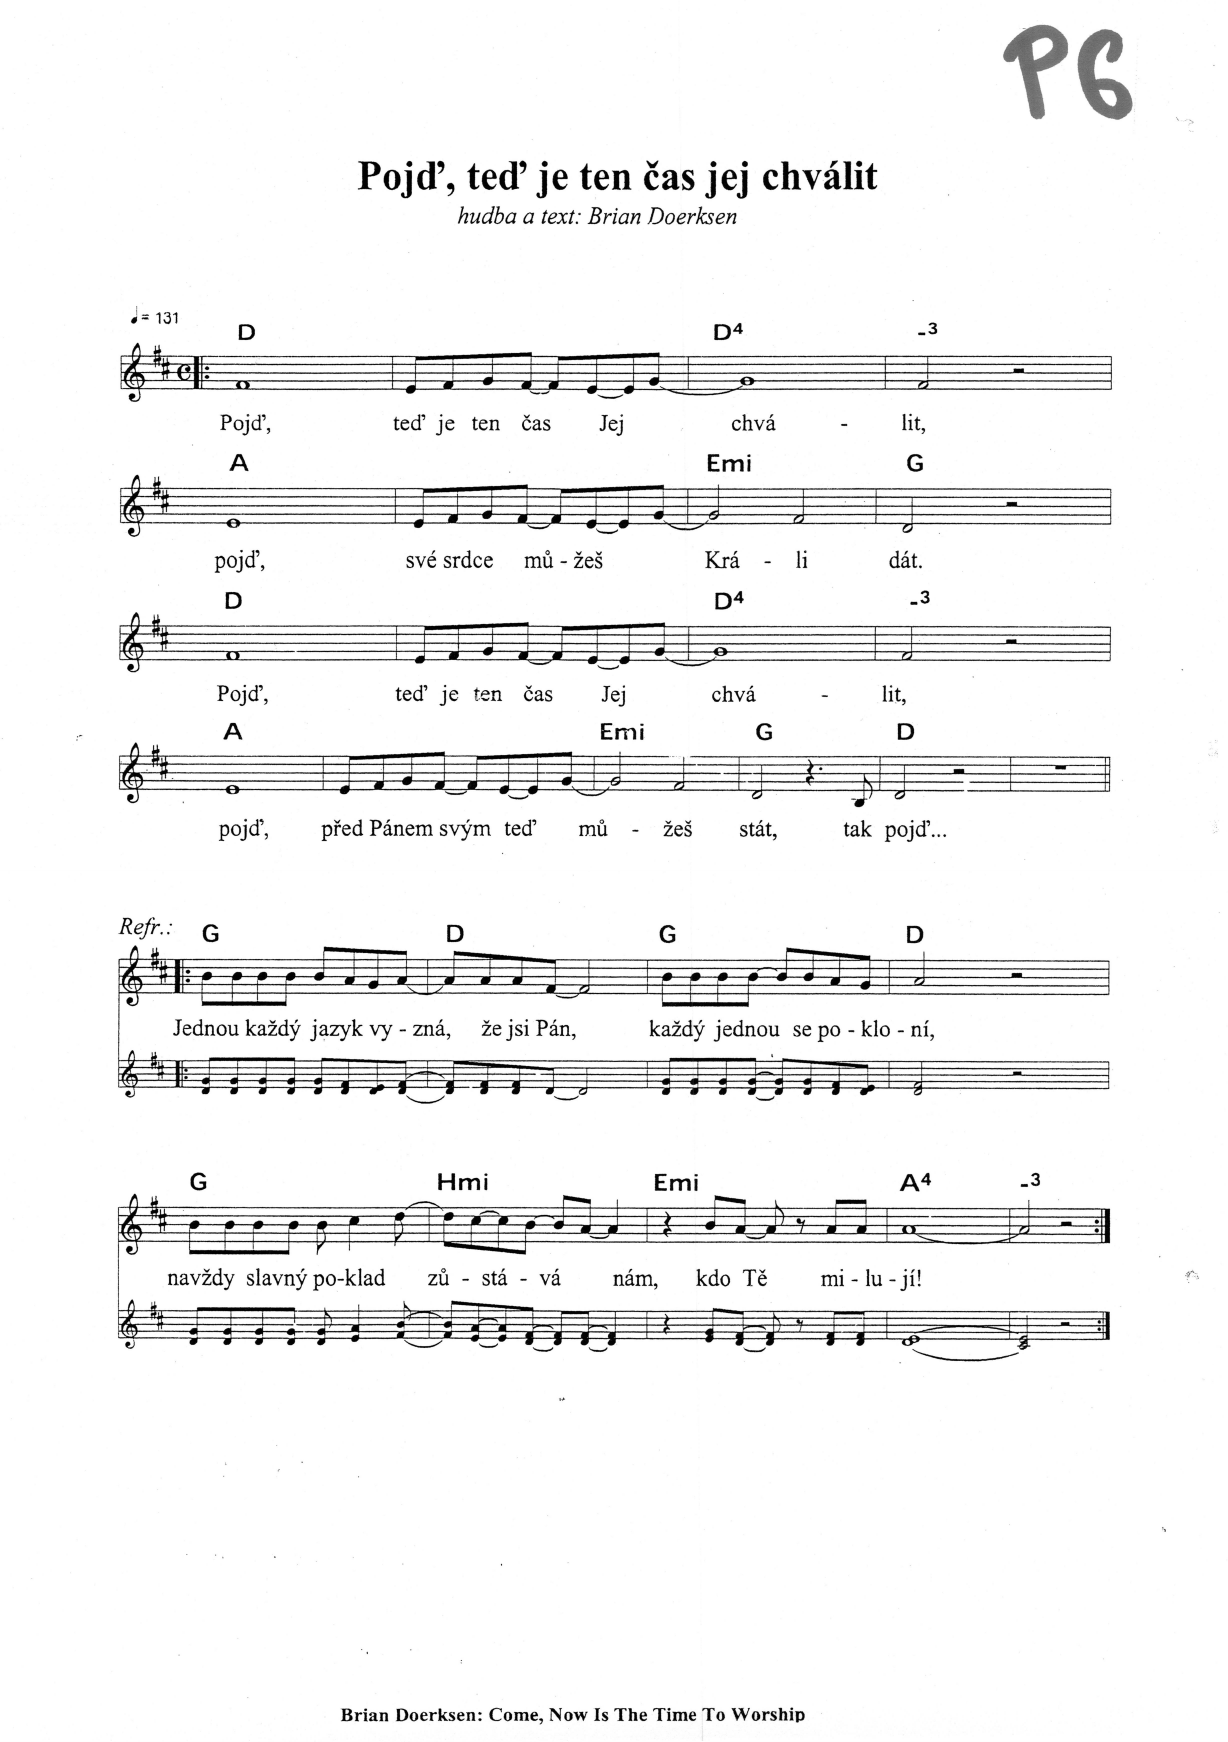 P6
Pojď, teď je ten čas jej chválit
hudba a text: Brian Doerksen
♩= 131
D D4 -3
Pojď, teď je ten čas Jej chvá - lit,
A Emi G
pojď, své srdce mů - žeš Krá - li dát.
D D4 -3
Pojď, teď je ten čas Jej chvá - lit,
A Emi G D
pojď, před Pánem svým teď mů - žeš stát, tak pojď...
Refr.:
G D G D
Jednou každý jazyk vy - zná, že jsi Pán, každý jednou se po - klo - ní,
G Hmi Emi A4 -3
navždy slavný po-klad zů - stá - vá nám, kdo Tě mi - lu - jí!
Brian Doerksen: Come, Now Is The Time To Worship